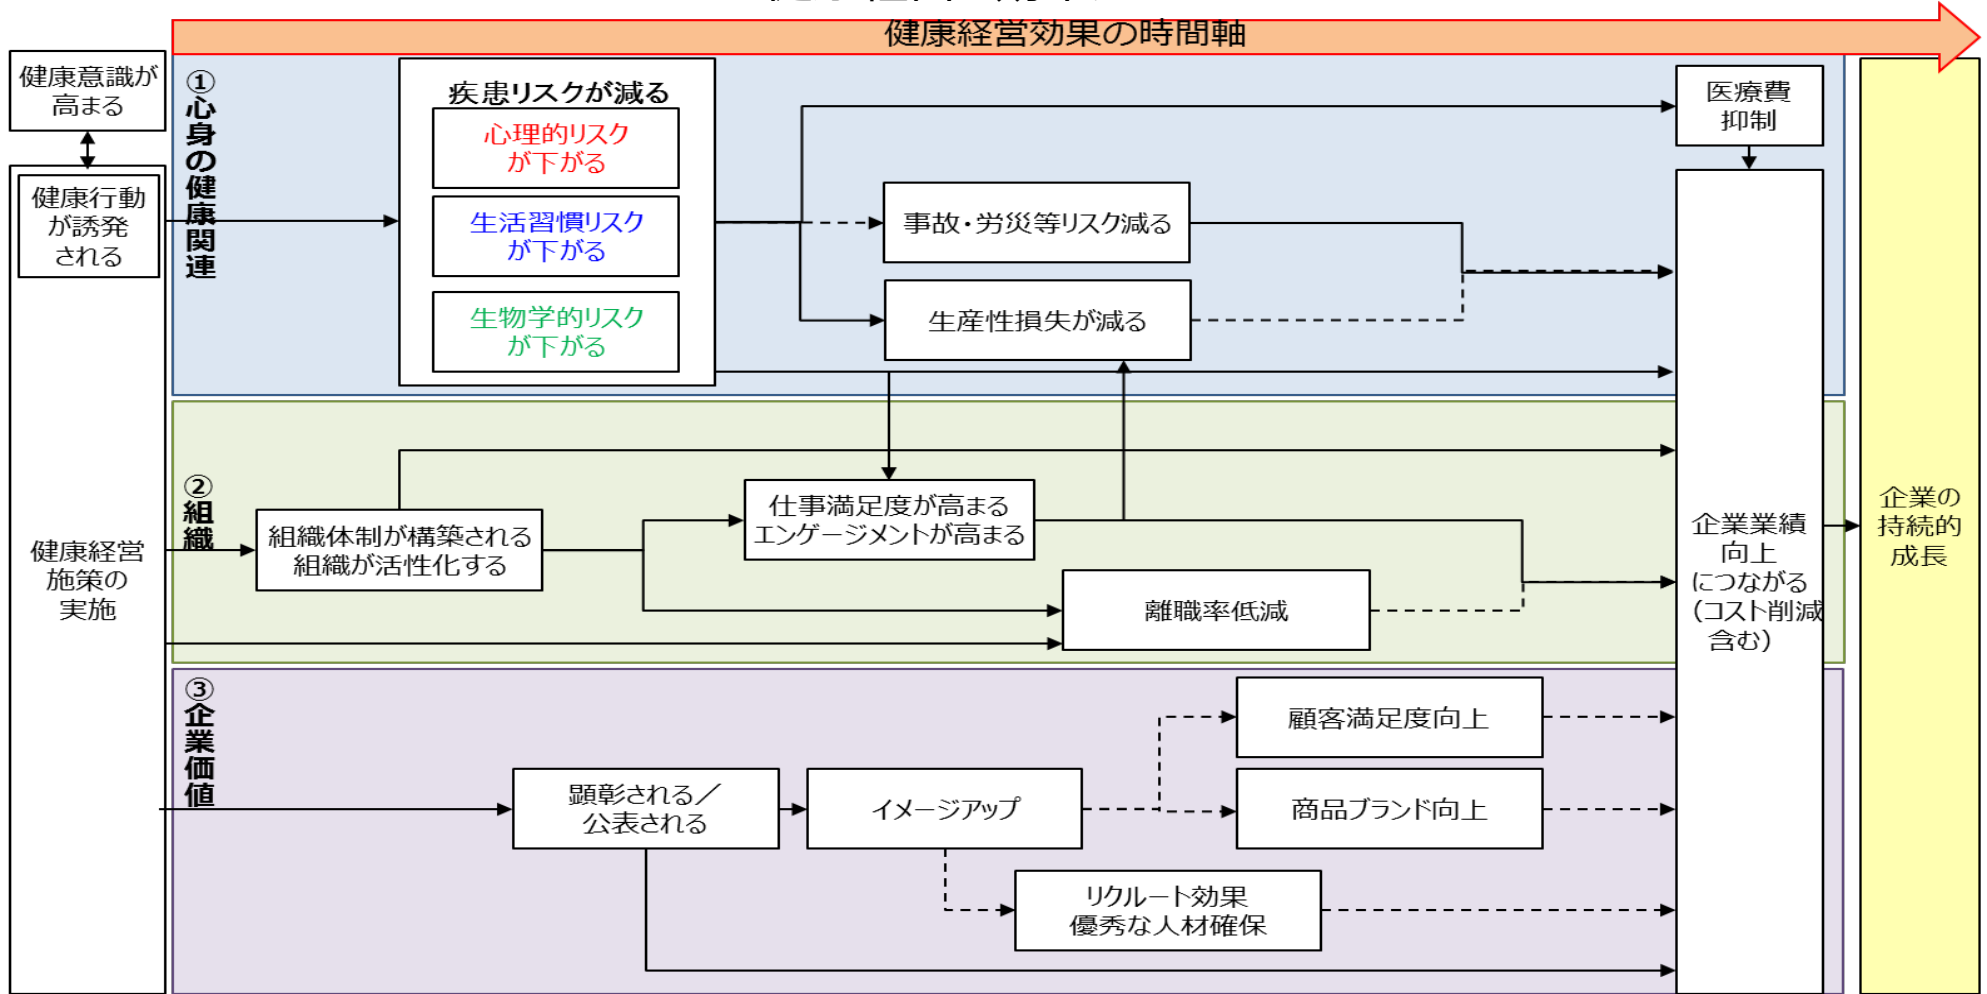 健康経営効果の時間軸
健康意識が
高まる
健康行動
が誘発
される
健康経営
施策の
実施
①心身の健康関連
疾患リスクが減る
心理的リスク
が下がる
生活習慣リスク
が下がる
生物学的リスク
が下がる
事故・労災等リスク減る
生産性損失が減る
医療費
抑制
②組織
組織体制が構築される
組織が活性化する
仕事満足度が高まる
エンゲージメントが高まる
離職率低減
③企業価値
顕彰される／
公表される
イメージアップ
顧客満足度向上
商品ブランド向上
リクルート効果
優秀な人材確保
企業業績
向上
につながる
（コスト削減
含む）
企業の
持続的
成長